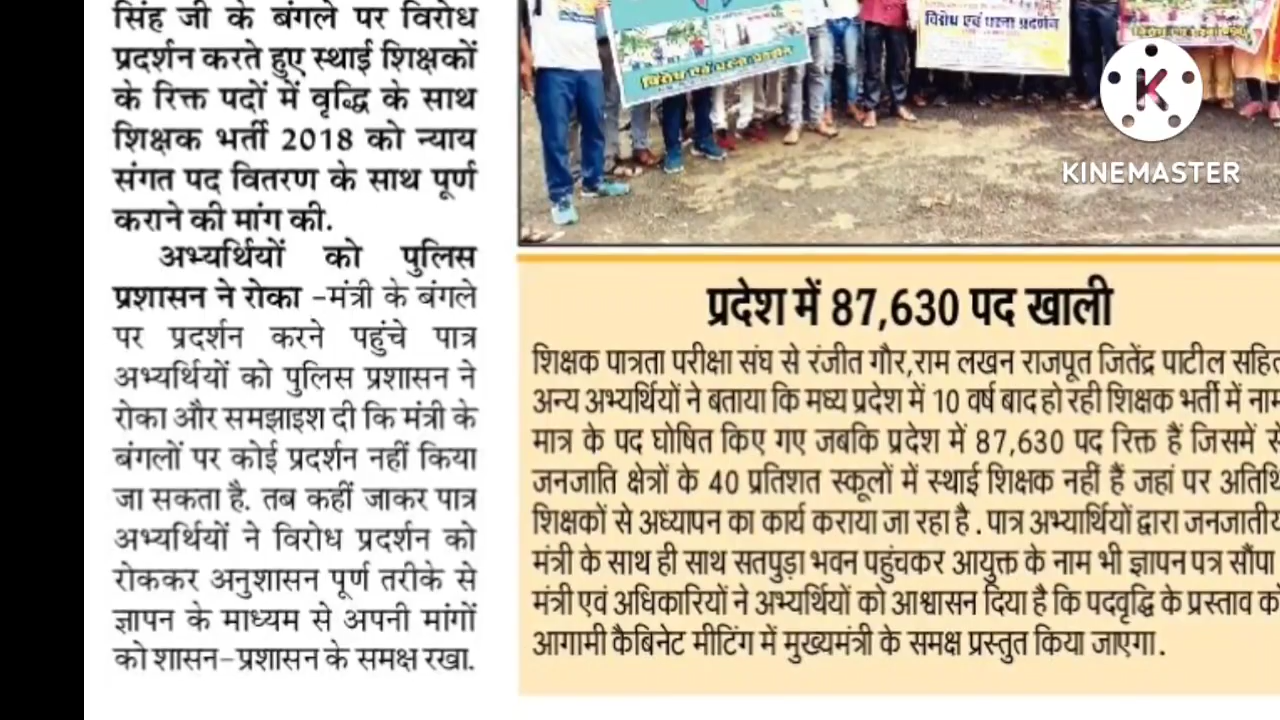 सिंह जी के बंगले पर विरोध
प्रदर्शन करते हुए स्थाई शिक्षकों
के रिक्त पदों में वृद्धि के साथ
शिक्षक भर्ती 2018 को न्याय
संगत पद वितरण के साथ पूर्ण
कराने की मांग की.
अभ्यर्थियों को पुलिस
प्रशासन ने रोका -मंत्री के बंगले
पर प्रदर्शन करने पहुंचे पात्र
अभ्यर्थियों को पुलिस प्रशासन ने
रोका और समझाइश दी कि मंत्री के
बंगलों पर कोई प्रदर्शन नहीं किया
जा सकता है. तब कहीं जाकर पात्र
अभ्यर्थियों ने विरोध प्रदर्शन को
रोककर अनुशासन पूर्ण तरीके से
ज्ञापन के माध्यम से अपनी मांगों
को शासन-प्रशासन के समक्ष रखा.
विरोध एवं धरना प्रदर्शन
विरोध एवं धरना प्रदर्शन
KINEMASTER
प्रदेश में 87,630 पद खाली
शिक्षक पात्रता परीक्षा संघ से रंजीत गौर,राम लखन राजपूत जितेंद्र पाटील सहित
अन्य अभ्यर्थियों ने बताया कि मध्य प्रदेश में 10 वर्ष बाद हो रही शिक्षक भर्ती में नाम
मात्र के पद घोषित किए गए जबकि प्रदेश में 87,630 पद रिक्त हैं जिसमें से
जनजाति क्षेत्रों के 40 प्रतिशत स्कूलों में स्थाई शिक्षक नहीं हैं जहां पर अतिथि
शिक्षकों से अध्यापन का कार्य कराया जा रहा है . पात्र अभ्यार्थियों द्वारा जनजातीय
मंत्री के साथ ही साथ सतपुड़ा भवन पहुंचकर आयुक्त के नाम भी ज्ञापन पत्र सौंपा
मंत्री एवं अधिकारियों ने अभ्यर्थियों को आश्वासन दिया है कि पदवृद्धि के प्रस्ताव को
आगामी कैबिनेट मीटिंग में मुख्यमंत्री के समक्ष प्रस्तुत किया जाएगा.